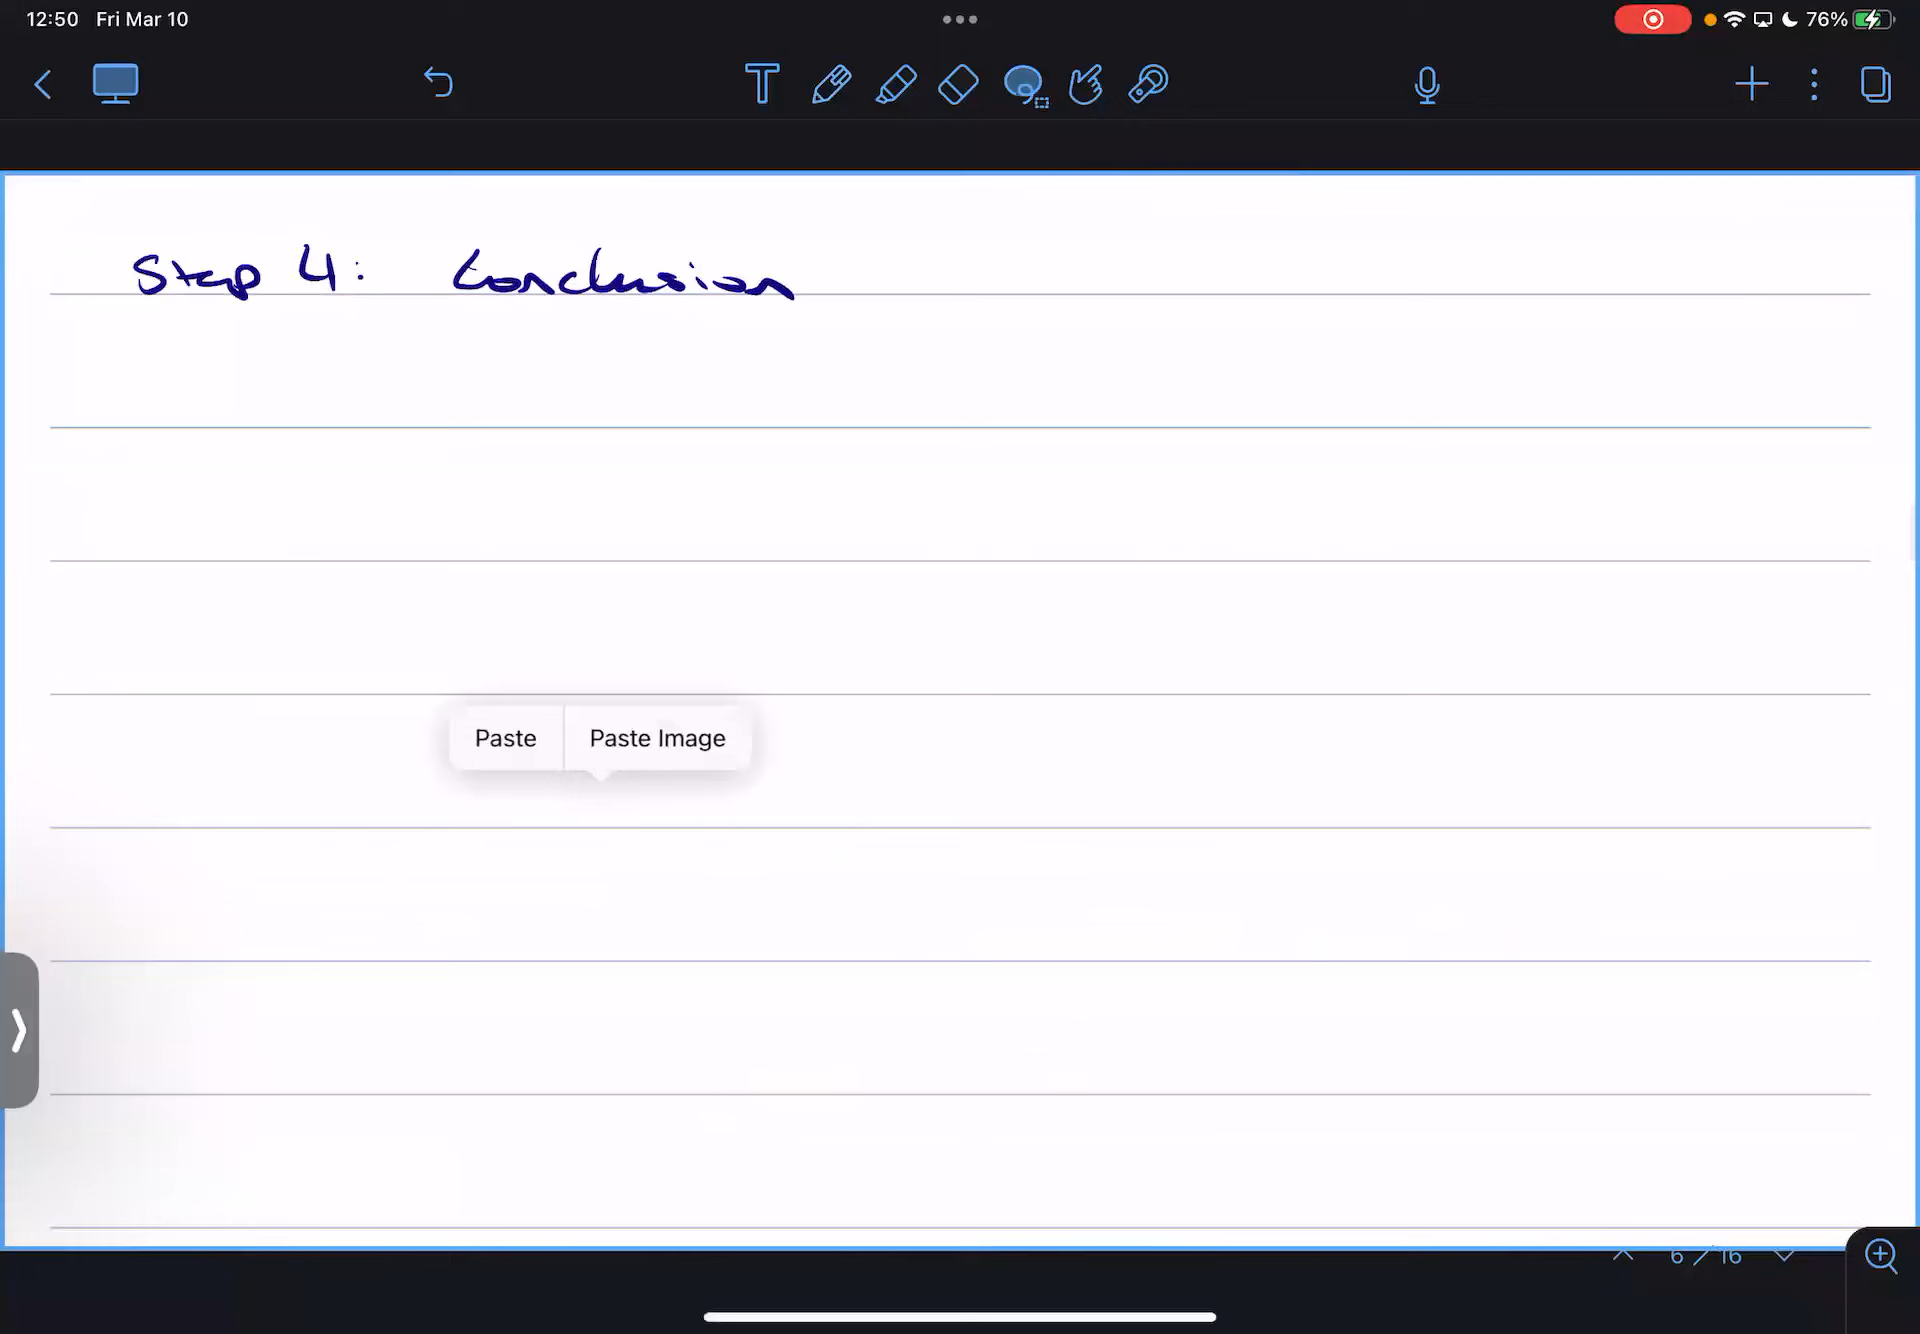 12:50 Fri Mar 10
76%
Step 4: Conclusion
Paste Paste Image
6 / 16